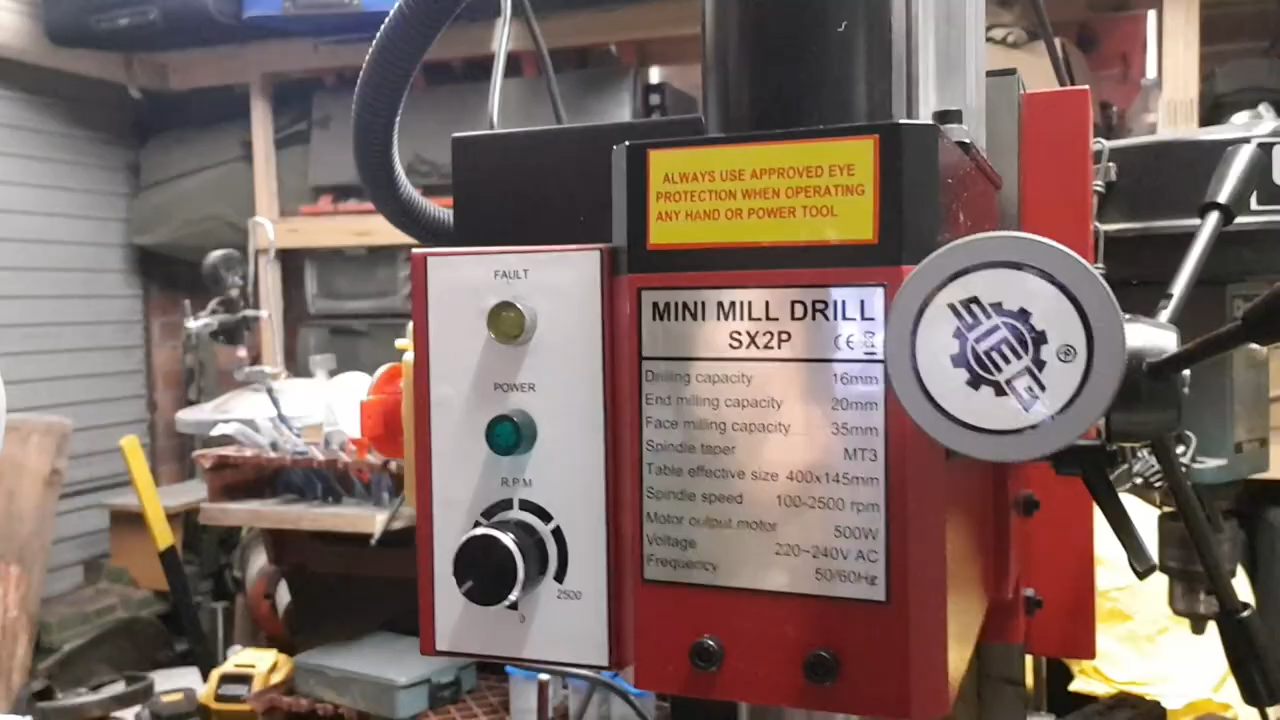 ALWAYS USE APPROVED EYE
PROTECTION WHEN OPERATING
ANY HAND OR POWER TOOL
FAULT
POWER
R.P.M
0
2500
MINI MILL DRILL
SX2P CE
Drilling capacity 16mm
End milling capacity 20mm
Face milling capacity 35mm
Spindle taper MT3
Table effective size 400x145mm
Spindle speed 100-2500 rpm
Motor output motor 500W
Voltage 220~240V AC
Frequency 50/60Hz
SIEG ®